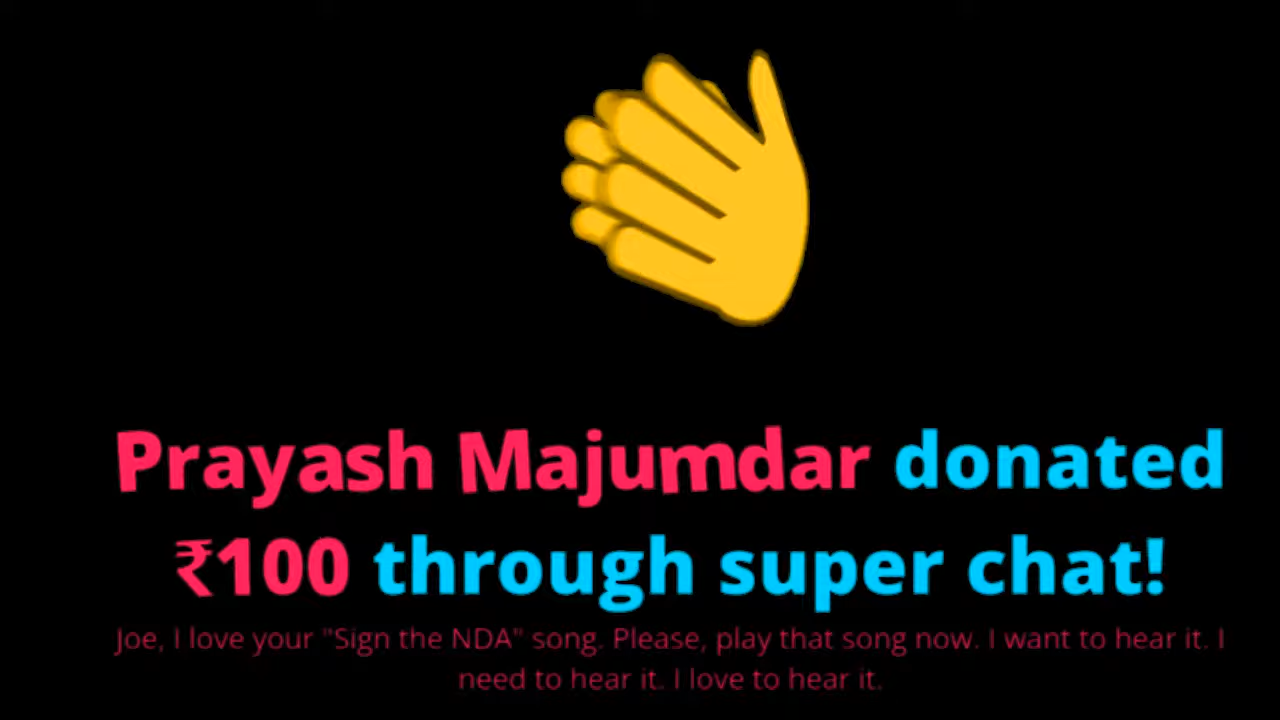 Prayash Majumdar donated
₹100 through super chat!
Joe, I love your "Sign the NDA" song. Please, play that song now. I want to hear it. I
need to hear it. I love to hear it.